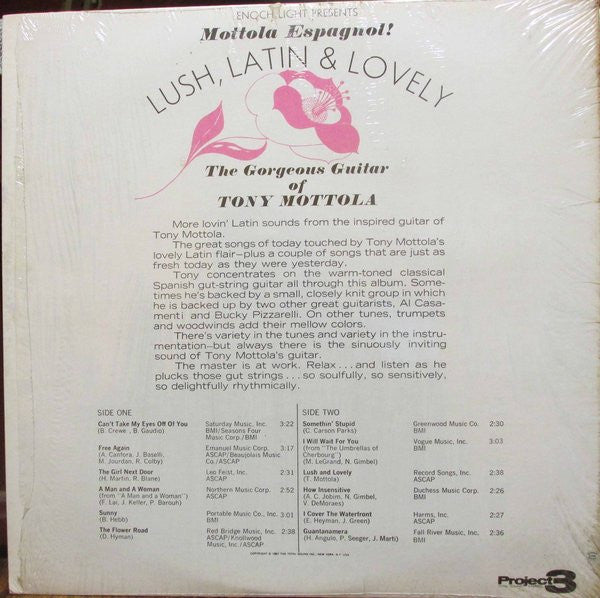 ENOCH LIGHT PRESENTS
Mottola Espagnol!
LUSH, LATIN & LOVELY
The Gorgeous Guitar
of
TONY MOTTOLA
More lovin' Latin sounds from the inspired guitar of
Tony Mottola.
The great songs of today touched by Tony Mottola's
lovely Latin flair—plus a couple of songs that are just as
fresh today as they were yesterday.
Tony concentrates on the warm-toned classical
Spanish gut-string guitar all through this album. Some-
times he's backed by a small, closely knit group in which
he is backed up by two other great guitarists, Al Casa-
menti and Bucky Pizzarelli. On other tunes, trumpets
and woodwinds add their mellow colors.
There's variety in the tunes and variety in the instru-
mentation—but always there is the sinuously inviting
sound of Tony Mottola's guitar.
The master is at work. Relax...and listen as he
plucks those gut strings...so soulfully, so sensitively,
so delightfully rhythmically.
SIDE ONE
Can't Take My Eyes Off Of You Saturday Music, Inc. 3:22
(B. Crewe, B. Gaudio) BMI/Seasons Four
Music Corp./BMI
Free Again Emanuel Music Corp. 3:17
(A. Canfora, J. Baselli, ASCAP/Beaujolais Music
M. Jourdan, R. Colby) Co./ASCAP
The Girl Next Door Leo Feist, Inc. 2:31
(H. Martin, R. Blane) ASCAP
A Man and A Woman Northern Music Corp. 2:52
(from "A Man and a Woman") ASCAP
(F. Lai, J. Keller, P. Barouh)
Sunny Portable Music Co., Inc. 3:01
(B. Hebb) BMI
The Flower Road Red Bridge Music, Inc. 2:38
(D. Hyman) ASCAP/Knollwood
Music, Inc./ASCAP
SIDE TWO
Somethin' Stupid Greenwood Music Co. 2:30
(C. Carson Parks) BMI
I Will Wait For You Vogue Music, Inc. 3:03
(from "The Umbrellas of BMI
Cherbourg")
(M. LeGrand, N. Gimbel)
Lush and Lovely Record Songs, Inc. 2:38
(T. Mottola) ASCAP
How Insensitive Duchess Music Corp. 2:26
(A. C. Jobim, N. Gimbel, BMI
V. DeMoraes)
I Cover The Waterfront Harms, Inc. 2:27
(E. Heyman, J. Green) ASCAP
Guantanamera Fall River Music, Inc. 2:36
(H. Angulo, P. Seeger, J. Marti) BMI
COPYRIGHT © 1967 THE TOTAL SOUND INC., NEW YORK, N.Y. USA
Project 3